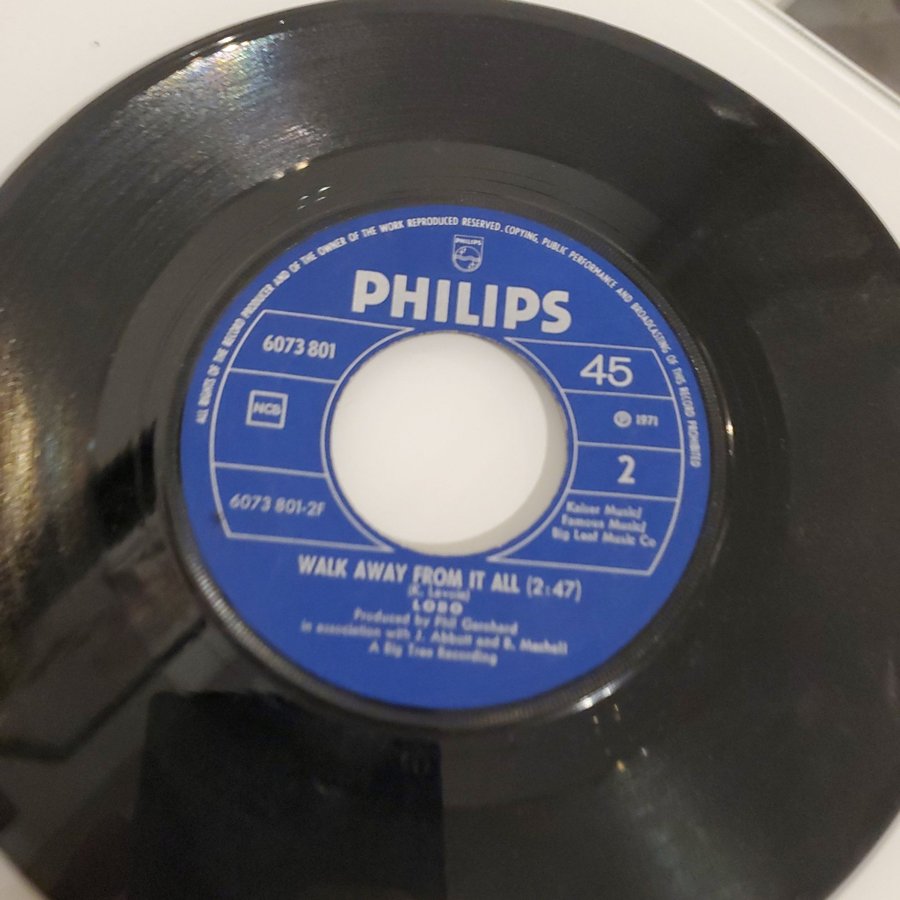 ALL RIGHTS OF THE RECORD PRODUCER AND OF THE OWNER OF THE WORK REPRODUCED RESERVED. COPYING, PUBLIC PERFORMANCE AND BROADCASTING OF THIS RECORD PROHIBITED
PHILIPS
PHILIPS
6073 801
45
NCB
Ⓟ 1971
2
6073 801·2F
Kaiser Music/
Famous Music/
Big Leaf Music Co
WALK AWAY FROM IT ALL (2:47)
(K. Lavoie)
LOBO
Produced by Phil Gernhard
in association with J. Abbott and B. Meshell
A Big Tree Recording